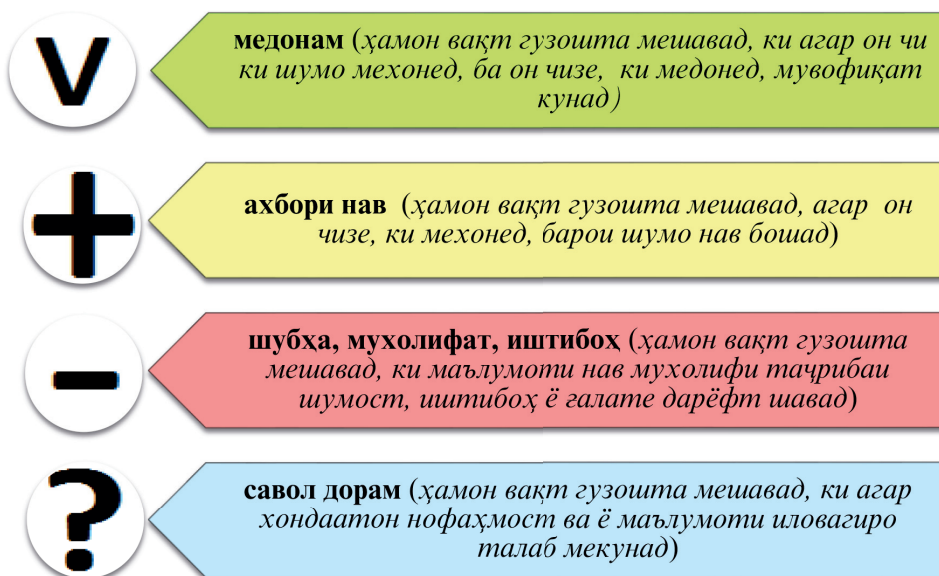 V
медонам (ҳамон вақт гузошта мешавад, ки агар он чи
ки шумо мехонед, ба он чизе, ки медонед, мувофиқат
кунад)
+
ахбори нав (ҳамон вақт гузошта мешавад, агар он
чизе, ки мехонед, барои шумо нав бошад)
-
шубҳа, мухолифат, иштибоҳ (ҳамон вақт гузошта
мешавад, ки маълумоти нав мухолифи таҷрибаи
шумост, иштибоҳ ё ғалате дарёфт шавад)
?
савол дорам (ҳамон вақт гузошта мешавад, ки агар
хондаатон нофаҳмост ва ё маълумоти иловагиро
талаб мекунад)